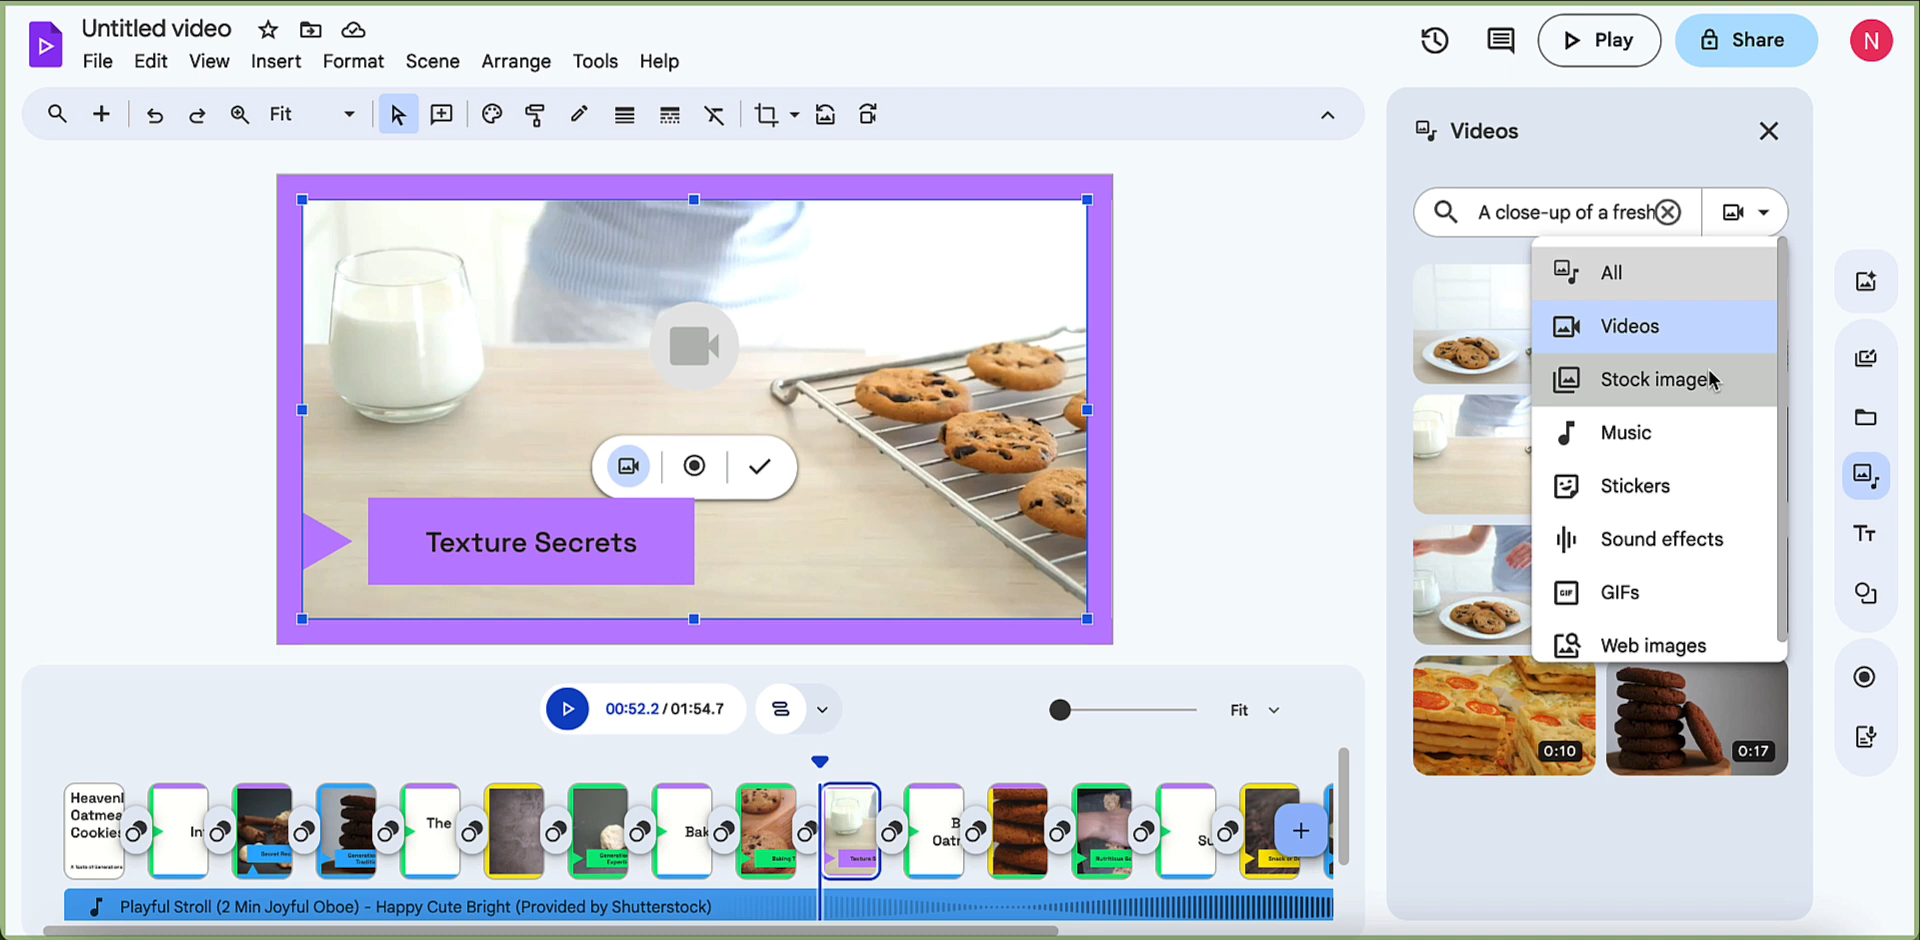 Untitled video
File Edit View Insert Format Scene Arrange Tools Help
Play
Share
N
Fit
Videos
A close-up of a fresh
All
Videos
Stock image
Music
Stickers
Sound effects
GIF
GIFs
Web images
Texture Secrets
0:10
0:17
00:52.2 / 01:54.7
Fit
Heavenl
Oatmea
Cookies
In
The
Bak
B
Oatr
Su
Playful Stroll (2 Min Joyful Oboe) - Happy Cute Bright (Provided by Shutterstock)